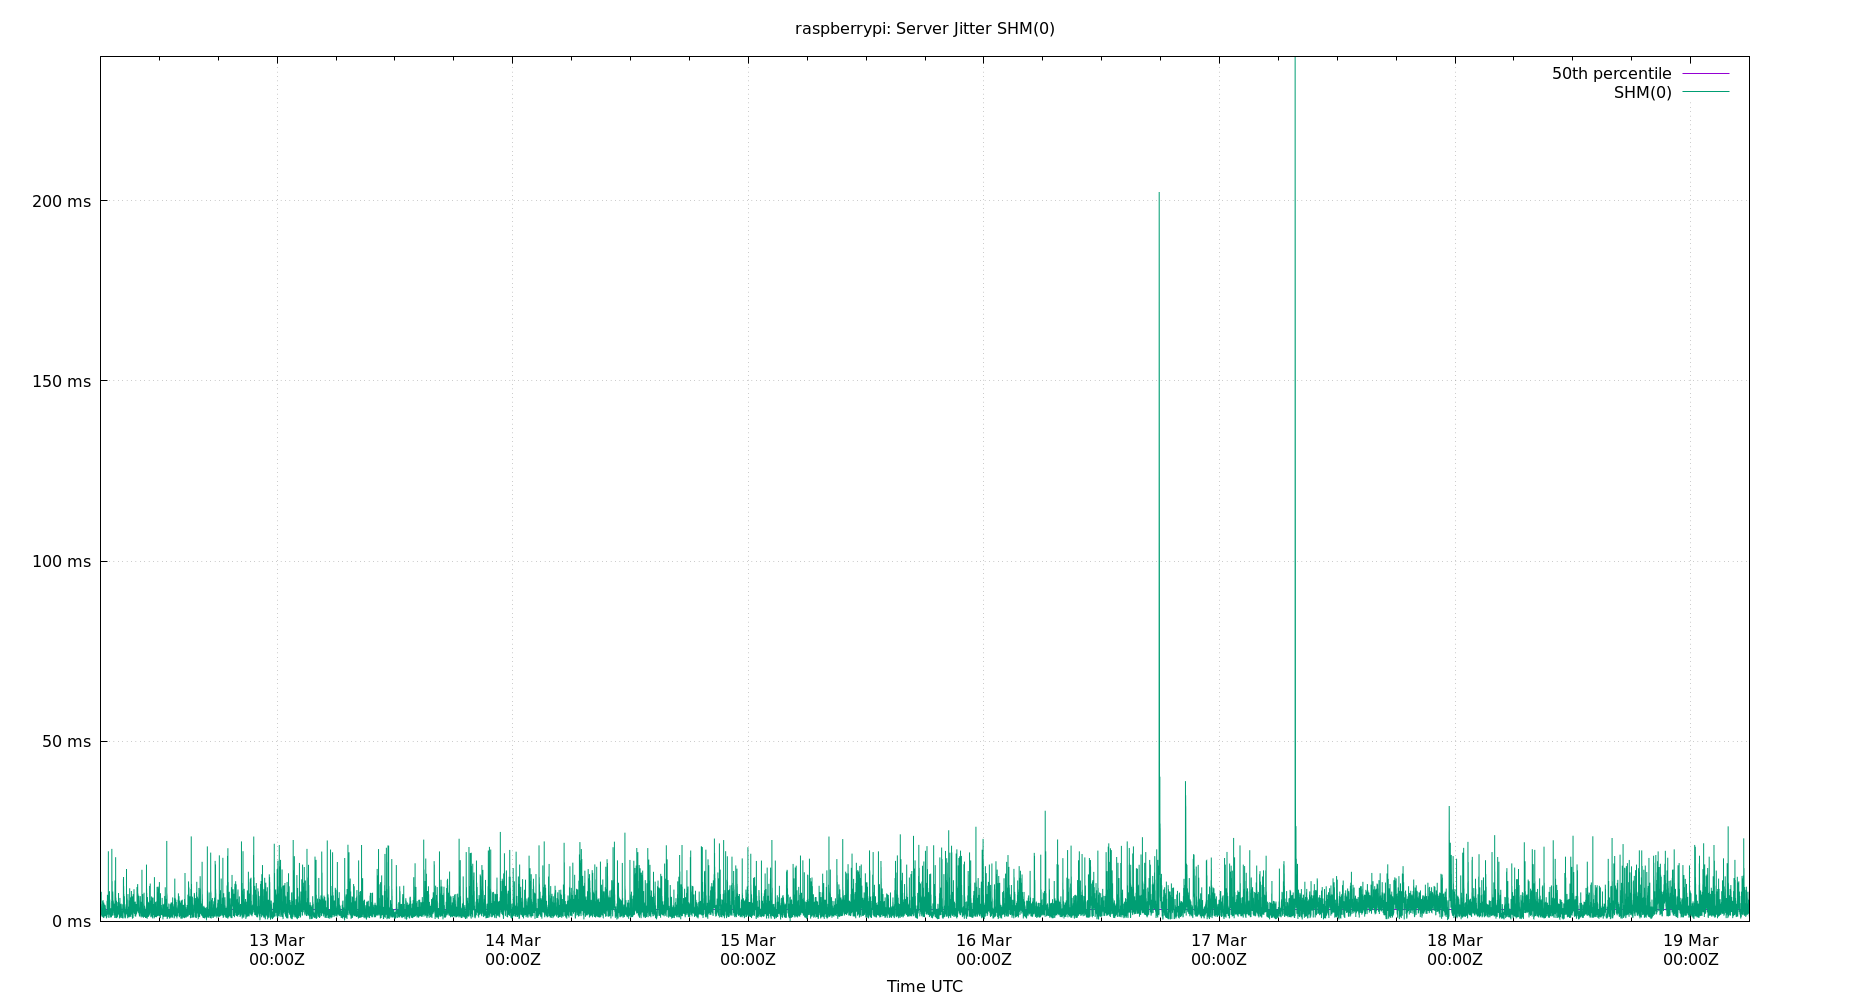 raspberrypi: Server Jitter SHM(0)
50th percentile
SHM(0)
200 ms
150 ms
100 ms
50 ms
0 ms
13 Mar 14 Mar 15 Mar 16 Mar 17 Mar 18 Mar 19 Mar
00:00Z 00:00Z 00:00Z 00:00Z 00:00Z 00:00Z 00:00Z
Time UTC